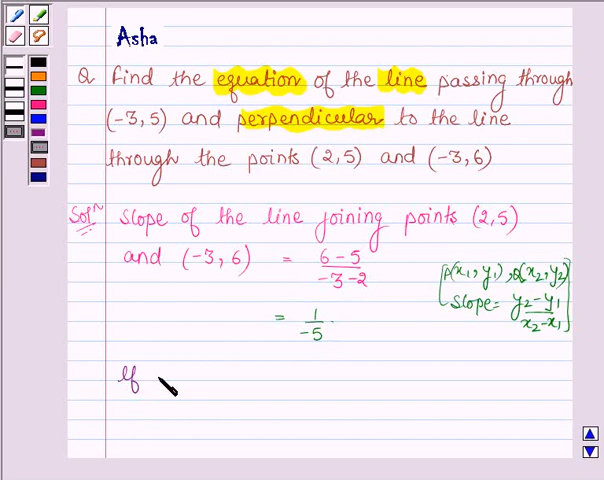 Asha
Q Find the equation of the line passing through
(-3, 5) and perpendicular to the line
through the points (2, 5) and (-3, 6)
Solⁿ Slope of the line joining points (2, 5)
and (-3, 6) = 6-5/-3-2
P(x₁, y₁), Q(x₂, y₂)
Slope = y₂-y₁/x₂-x₁
= 1/-5
If